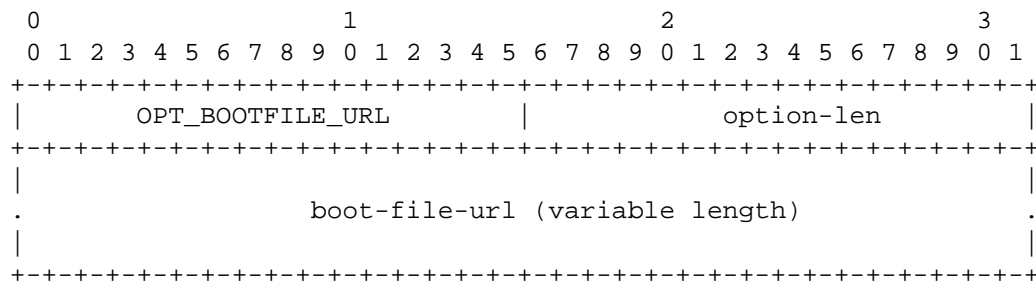 0                   1                   2                   3
 0 1 2 3 4 5 6 7 8 9 0 1 2 3 4 5 6 7 8 9 0 1 2 3 4 5 6 7 8 9 0 1
+-+-+-+-+-+-+-+-+-+-+-+-+-+-+-+-+-+-+-+-+-+-+-+-+-+-+-+-+-+-+-+-+
|       OPT_BOOTFILE_URL        |            option-len         |
+-+-+-+-+-+-+-+-+-+-+-+-+-+-+-+-+-+-+-+-+-+-+-+-+-+-+-+-+-+-+-+-+
|                                                               |
.                  boot-file-url (variable length)              .
|                                                               |
+-+-+-+-+-+-+-+-+-+-+-+-+-+-+-+-+-+-+-+-+-+-+-+-+-+-+-+-+-+-+-+-+